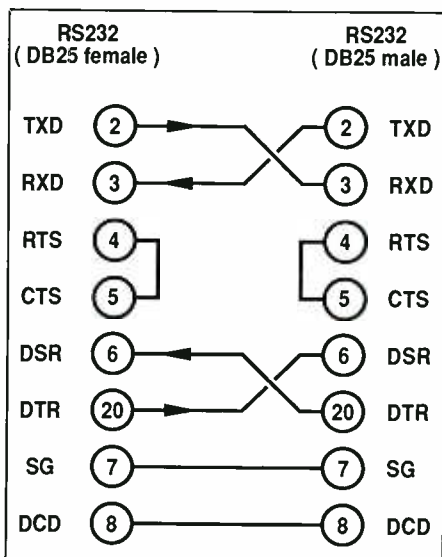 RS232 RS232
( DB25 female ) ( DB25 male )
TXD 2 2 TXD
RXD 3 3 RXD
RTS 4 4 RTS
CTS 5 5 CTS
DSR 6 6 DSR
DTR 20 20 DTR
SG 7 7 SG
DCD 8 8 DCD